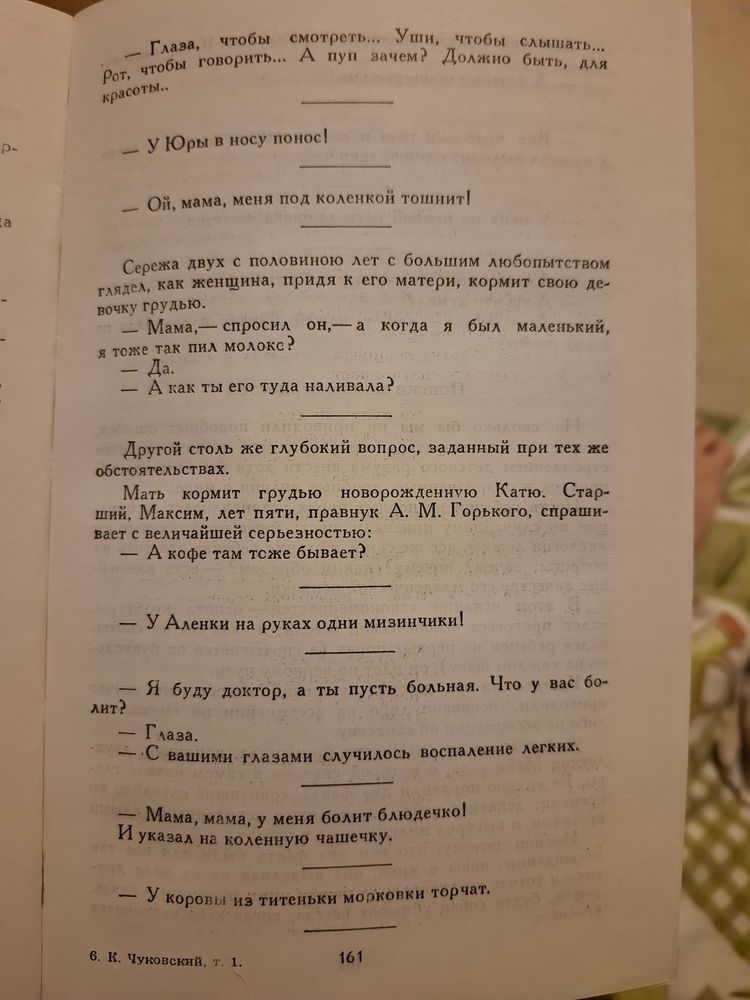 — Глаза, чтобы смотреть... Уши, чтобы слышать...
Рот, чтобы говорить... А пуп зачем? Должно быть, для
красоты..
— У Юры в носу понос!
— Ой, мама, меня под коленкой тошнит!
Сережа двух с половиною лет с большим любопытством
глядел, как женщина, придя к его матери, кормит свою де-
вочку грудью.
— Мама,— спросил он,— а когда я был маленький,
я тоже так пил молокс?
— Да.
— А как ты его туда наливала?
Другой столь же глубокий вопрос, заданный при тех же
обстоятельствах.
Мать кормит грудью новорожденную Катю. Стар-
ший, Максим, лет пяти, правнук А. М. Горького, спраши-
вает с величайшей серьезностью:
— А кофе там тоже бывает?
— У Аленки на руках одни мизинчики!
— Я буду доктор, а ты пусть больная. Что у вас бо-
лит?
— Глаза.
— С вашими глазами случилось воспаление легких.
— Мама, мама, у меня болит блюдечко!
И указал на коленную чашечку.
— У коровы из титеньки морковки торчат.
6. К. Чуковский, т. 1.
161